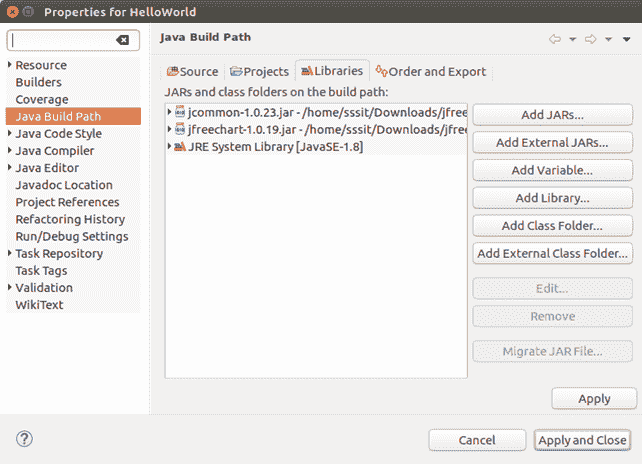 Properties for HelloWorld
Java Build Path
Resource
Builders
Coverage
Java Build Path
Java Code Style
Java Compiler
Java Editor
Javadoc Location
Project References
Refactoring History
Run/Debug Settings
Task Repository
Task Tags
Validation
WikiText
Source
Projects
Libraries
Order and Export
JARs and class folders on the build path:
jcommon-1.0.23.jar - /home/sssit/Downloads/jfree
jfreechart-1.0.19.jar - /home/sssit/Downloads/jfree
JRE System Library [JavaSE-1.8]
Add JARs...
Add External JARs...
Add Variable...
Add Library...
Add Class Folder...
Add External Class Folder...
Edit...
Remove
Migrate JAR File...
Apply
?
Cancel
Apply and Close